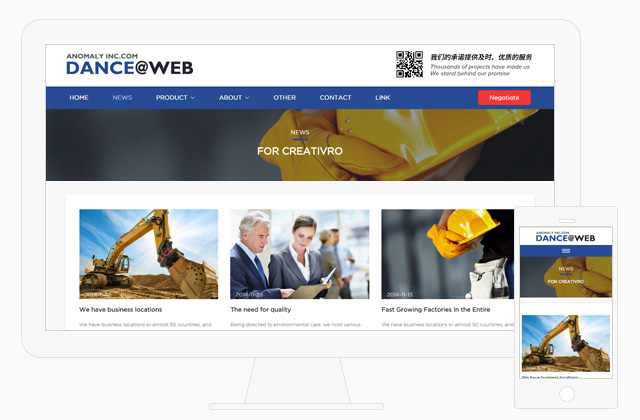 ANOMALY INC.COM
DANCE@WEB
我们的承诺提供及时、优质的服务
Thousands of projects have made us
We stand behind our promise
HOME NEWS PRODUCT ABOUT OTHER CONTACT LINK Negotiate
NEWS
FOR CREATIVRO
2014-11-28 2014-11-13
We have business locations The need for quality Fast Growing Factories in the Entire
We have business locations in almost 50 countries, and Being directed to environmental care, we hold various We have business locations in almost 50 countries, and
ANOMALY INC.COM
DANCE@WEB
NEWS
FOR CREATIVRO
We have business locations